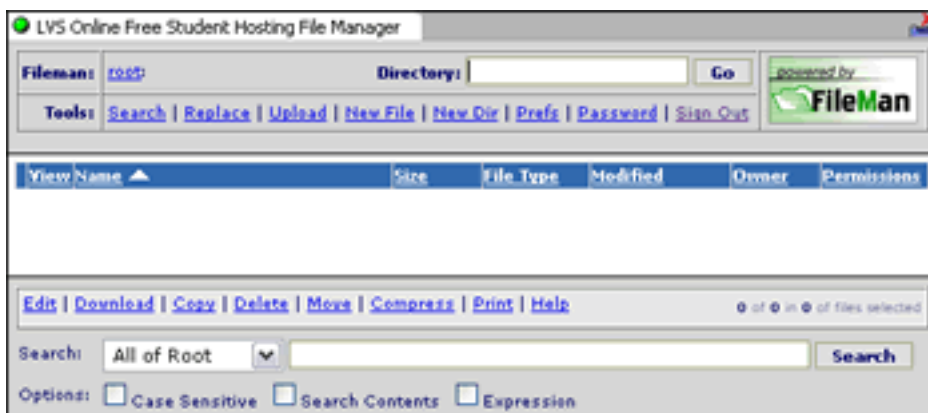 LVS Online Free Student Hosting File Manager
Fileman: root: Directory: Go
powered by
FileMan
Tools: Search | Replace | Upload | New File | New Dir | Prefs | Password | Sign Out
View Name Size File Type Modified Owner Permissions
Edit | Download | Copy | Delete | Move | Compress | Print | Help 0 of 0 in 0 of files selected
Search: All of Root Search
Options: Case Sensitive Search Contents Expression